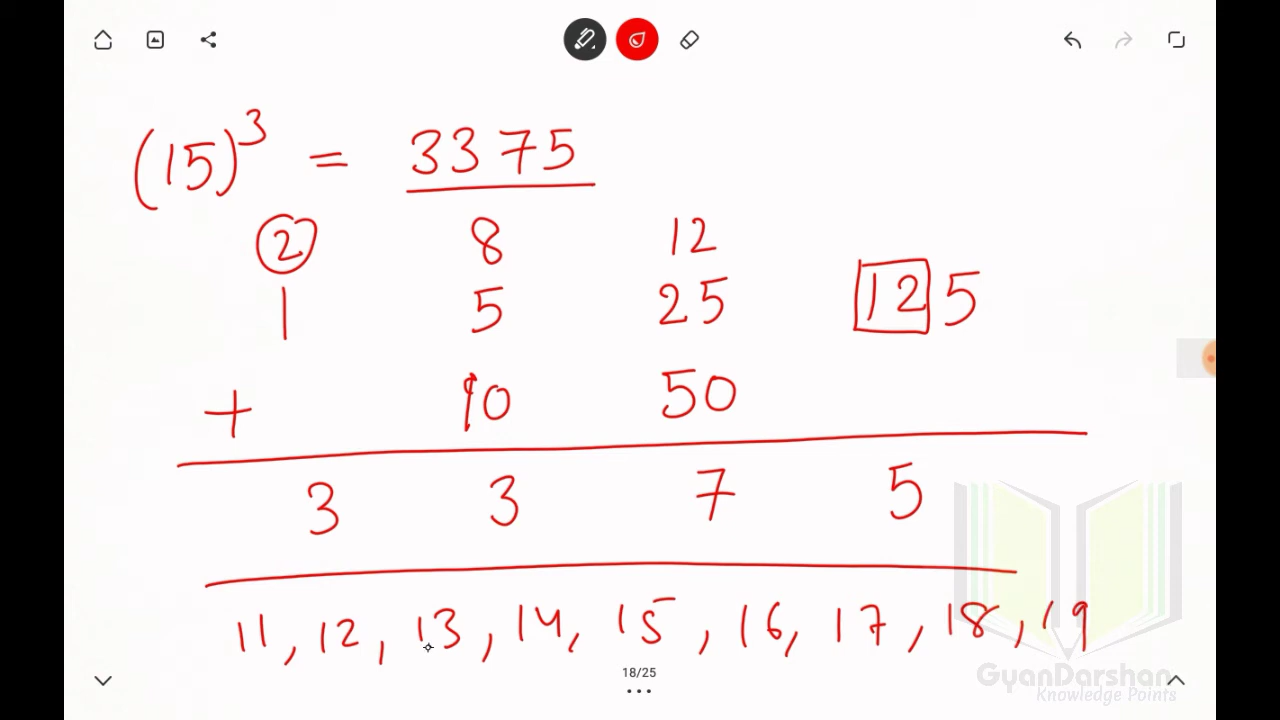 (15)³ = 3375
2 8 12
1 5 25 125
+ 10 50
3 3 7 5
11, 12, 13, 14, 15, 16, 17, 18, 19
18/25
GyanDarshan
Knowledge Points